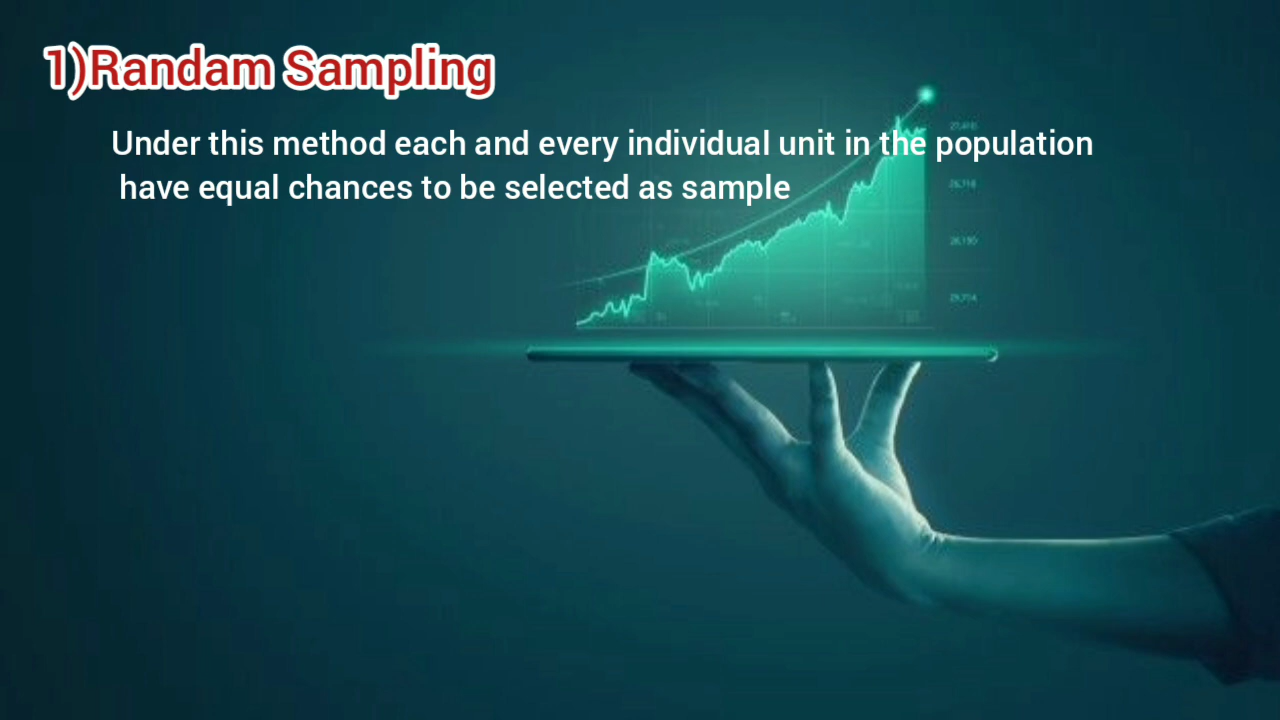 1)Randam Sampling
Under this method each and every individual unit in the population
have equal chances to be selected as sample